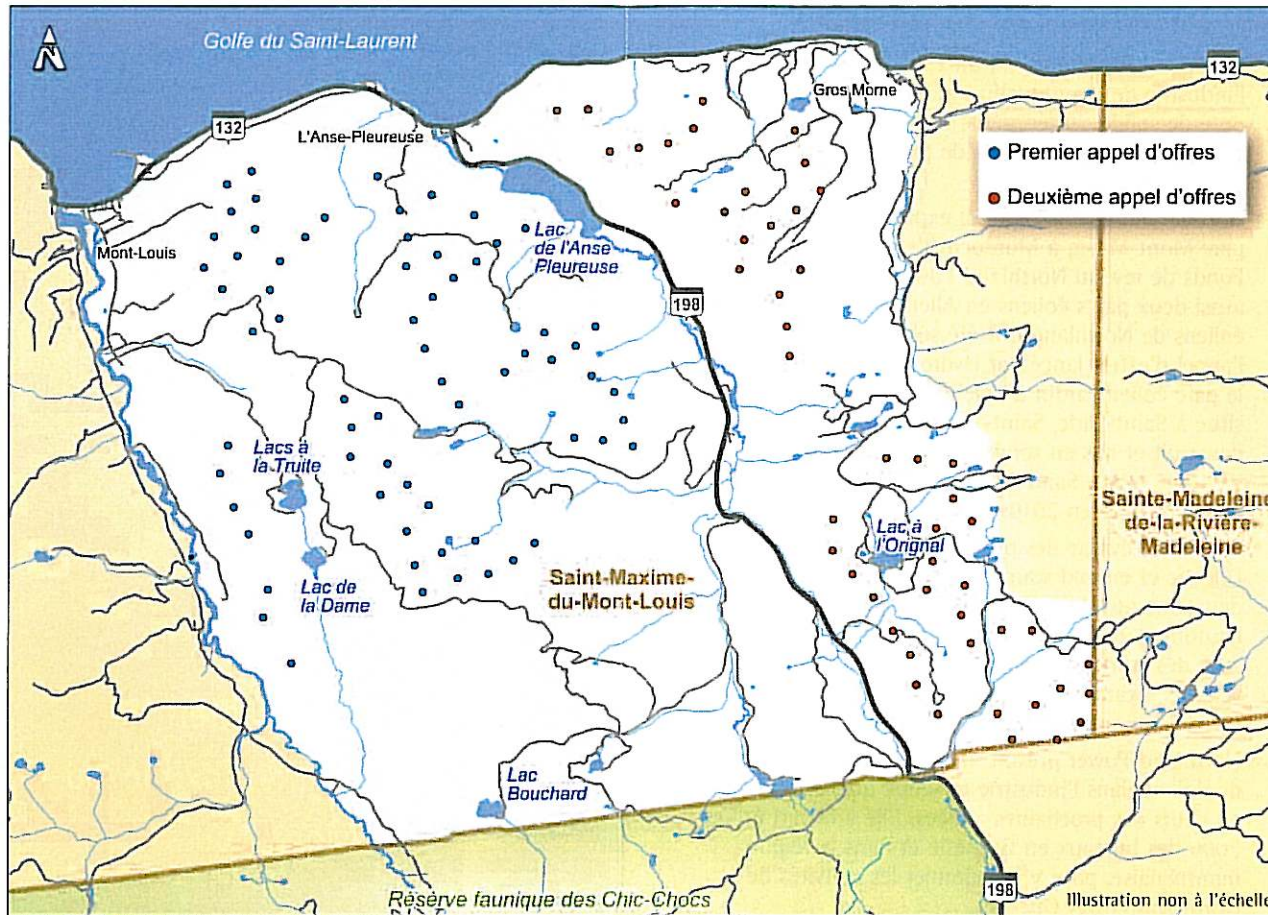 Golfe du Saint-Laurent
132
Gros Morne
132
L'Anse-Pleureuse
Premier appel d'offres
Deuxième appel d'offres
Mont-Louis
Lac
de l'Anse
Pleureuse
198
Lacs à
la Truite
Lac à
l'Orignal
Sainte-Madeleine
de-la-Rivière-
Madeleine
Lac de
la Dame
Saint-Maxime-
du-Mont-Louis
Lac
Bouchard
Réserve faunique des Chic-Chocs
198
Illustration non à l'échelle